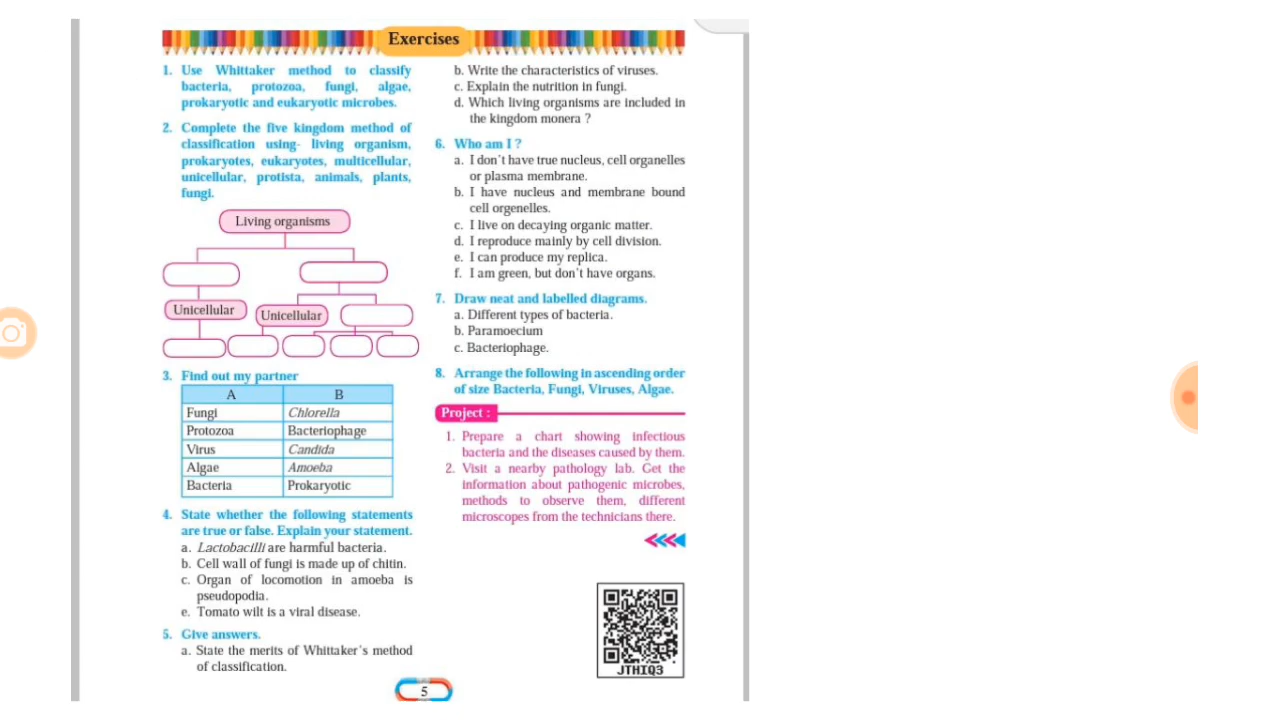 Exercises
1. Use Whittaker method to classify
bacteria, protozoa, fungi, algae,
prokaryotic and eukaryotic microbes.
2. Complete the five kingdom method of
classification using- living organism,
prokaryotes, eukaryotes, multicellular,
unicellular, protista, animals, plants,
fungi.
Living organisms
Unicellular
Unicellular
3. Find out my partner
A B
Fungi Chlorella
Protozoa Bacteriophage
Virus Candida
Algae Amoeba
Bacteria Prokaryotic
4. State whether the following statements
are true or false. Explain your statement.
a. Lactobacilli are harmful bacteria.
b. Cell wall of fungi is made up of chitin.
c. Organ of locomotion in amoeba is
pseudopodia.
e. Tomato wilt is a viral disease.
5. Give answers.
a. State the merits of Whittaker's method
of classification.
b. Write the characteristics of viruses.
c. Explain the nutrition in fungi.
d. Which living organisms are included in
the kingdom monera ?
6. Who am I ?
a. I don't have true nucleus, cell organelles
or plasma membrane.
b. I have nucleus and membrane bound
cell orgenelles.
c. I live on decaying organic matter.
d. I reproduce mainly by cell division.
e. I can produce my replica.
f. I am green, but don't have organs.
7. Draw neat and labelled diagrams.
a. Different types of bacteria.
b. Paramoecium
c. Bacteriophage.
8. Arrange the following in ascending order
of size Bacteria, Fungi, Viruses, Algae.
Project :
1. Prepare a chart showing infectious
bacteria and the diseases caused by them.
2. Visit a nearby pathology lab. Get the
information about pathogenic microbes,
methods to observe them, different
microscopes from the technicians there.
JTHIQ3
5